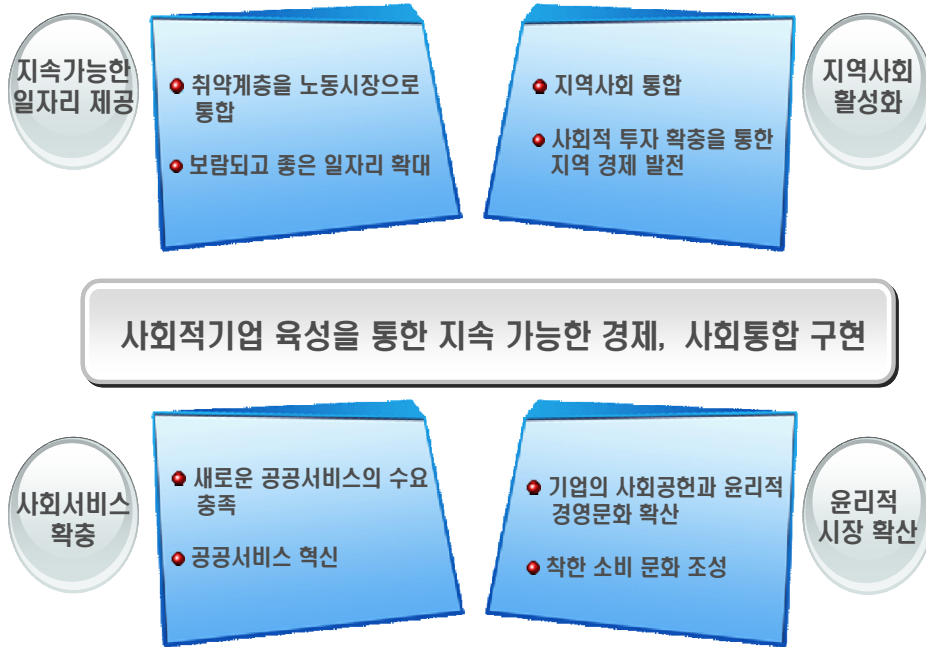 지속가능한
일자리 제공
취약계층을 노동시장으로
통합
보람되고 좋은 일자리 확대
지역사회 통합
사회적 투자 확충을 통한
지역 경제 발전
지역사회
활성화
사회적기업 육성을 통한 지속 가능한 경제, 사회통합 구현
사회서비스
확충
새로운 공공서비스의 수요
충족
공공서비스 혁신
기업의 사회공헌과 윤리적
경영문화 확산
착한 소비 문화 조성
윤리적
시장 확산